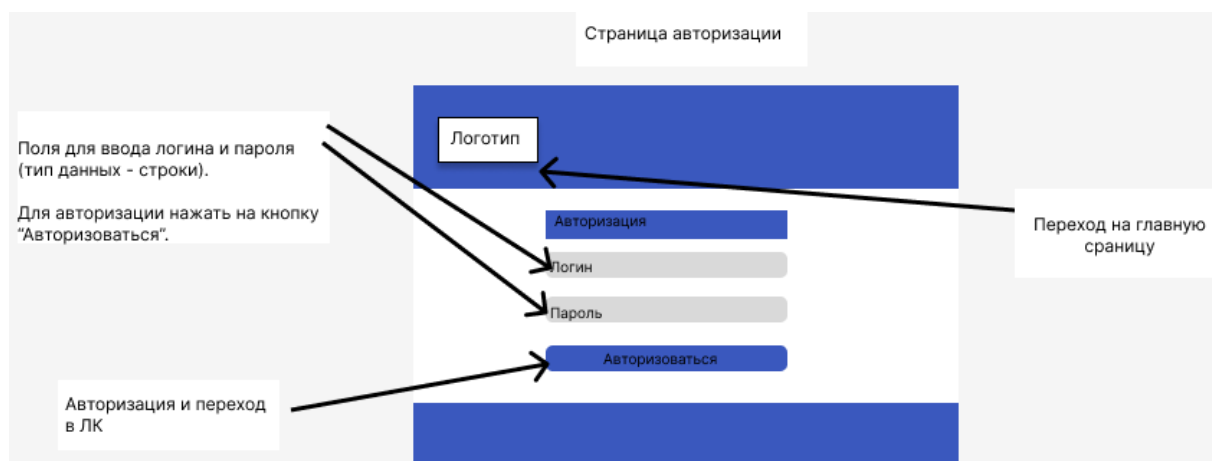 Страница авторизации
Логотип
Поля для ввода логина и пароля
(тип данных - строки).
Для авторизации нажать на кнопку
“Авторизоваться”.
Переход на главную
сраницу
Авторизация
Логин
Пароль
Авторизоваться
Авторизация и переход
в ЛК